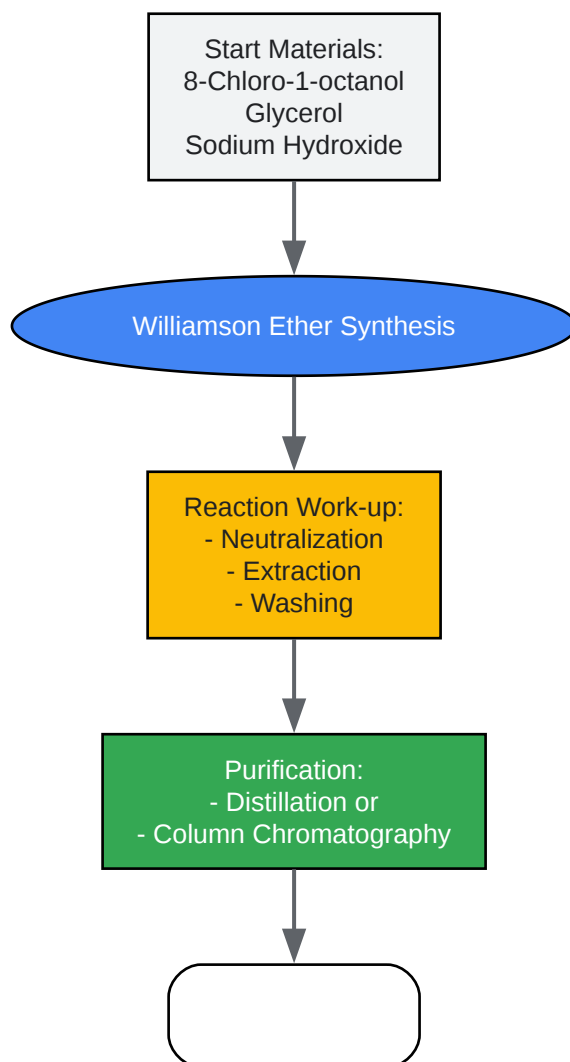 Start Materials:
8-Chloro-1-octanol
Glycerol
Sodium Hydroxide
Williamson Ether Synthesis
Reaction Work-up:
- Neutralization
- Extraction
- Washing
Purification:
- Distillation or
- Column Chromatography